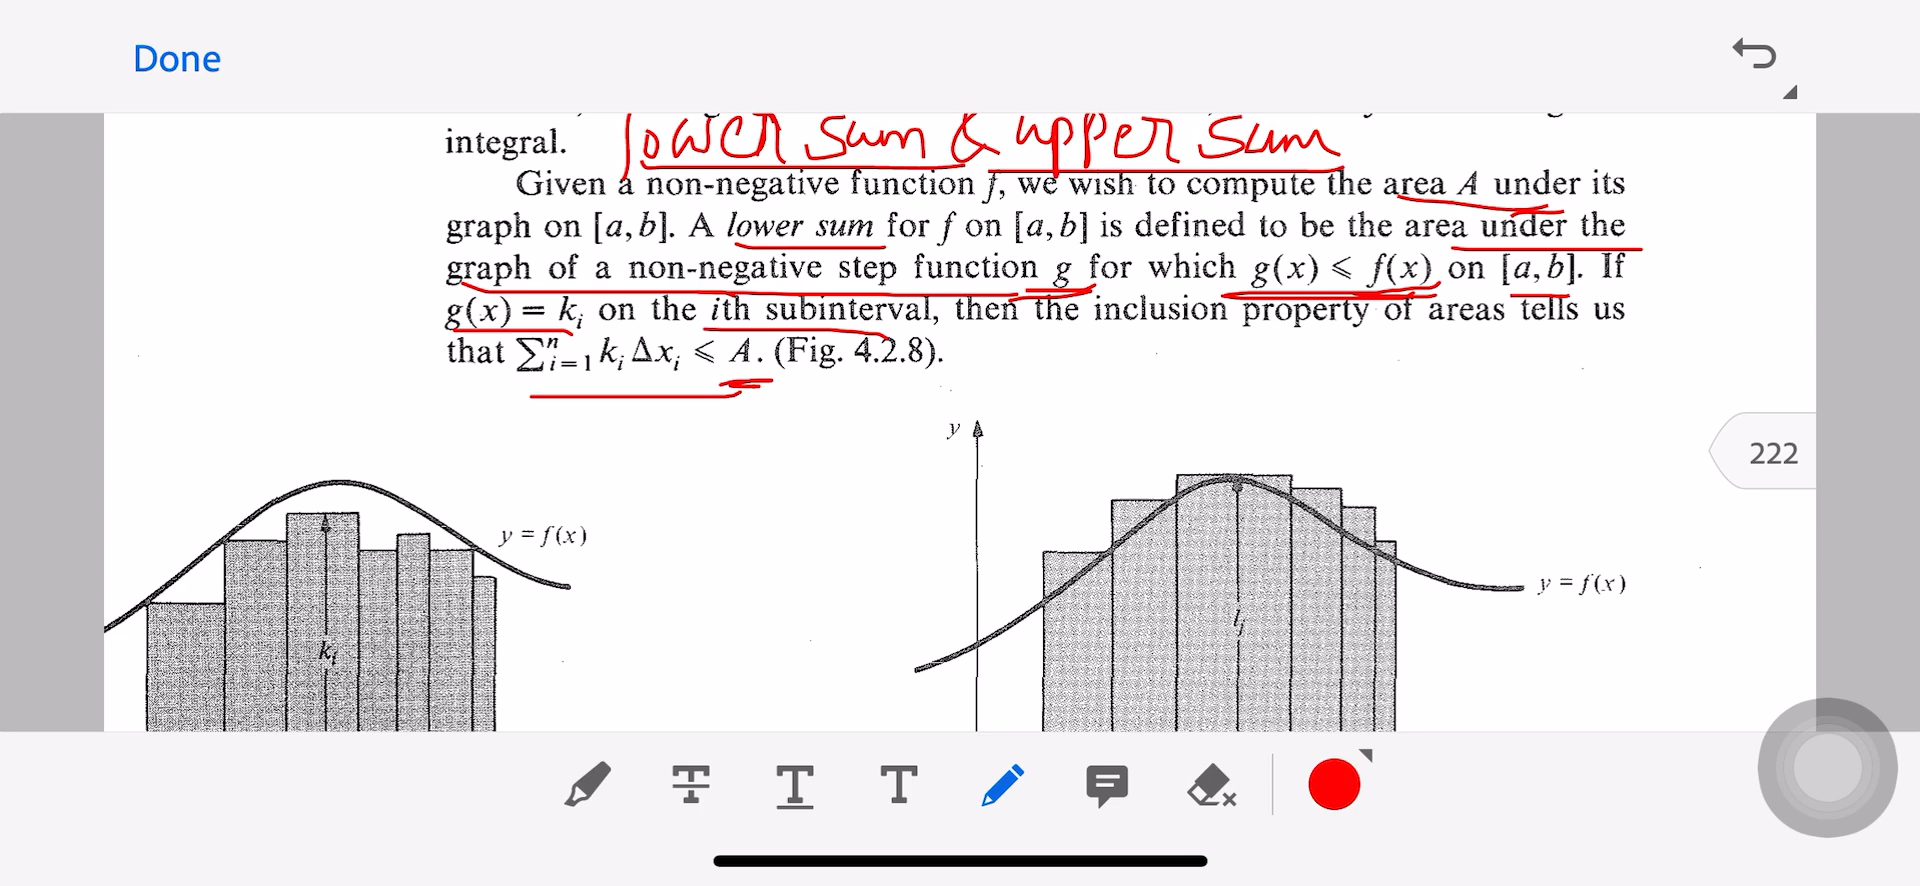 Done
integral. lower sum & upper sum
Given a non-negative function f, we wish to compute the area A under its
graph on [a, b]. A lower sum for f on [a, b] is defined to be the area under the
graph of a non-negative step function g for which g(x) ⩽ f(x) on [a, b]. If
g(x) = kᵢ on the ith subinterval, then the inclusion property of areas tells us
that ∑ⁿᵢ₌₁ kᵢ Δxᵢ ⩽ A. (Fig. 4.2.8).
y
222
y = f(x)
y = f(x)
kᵢ
lⱼ
T T T